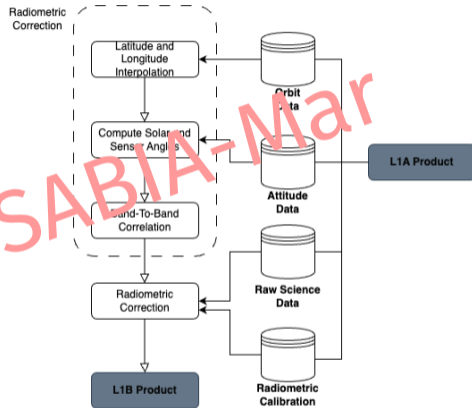 Radiometric
Correction
Latitude and
Longitude
Interpolation
Orbit
Data
Compute Solar and
Sensor Angles
SABIA-Mar
L1A Product
Attitude
Data
Band-To-Band
Correlation
Raw Science
Data
Radiometric
Correction
L1B Product
Radiometric
Calibration